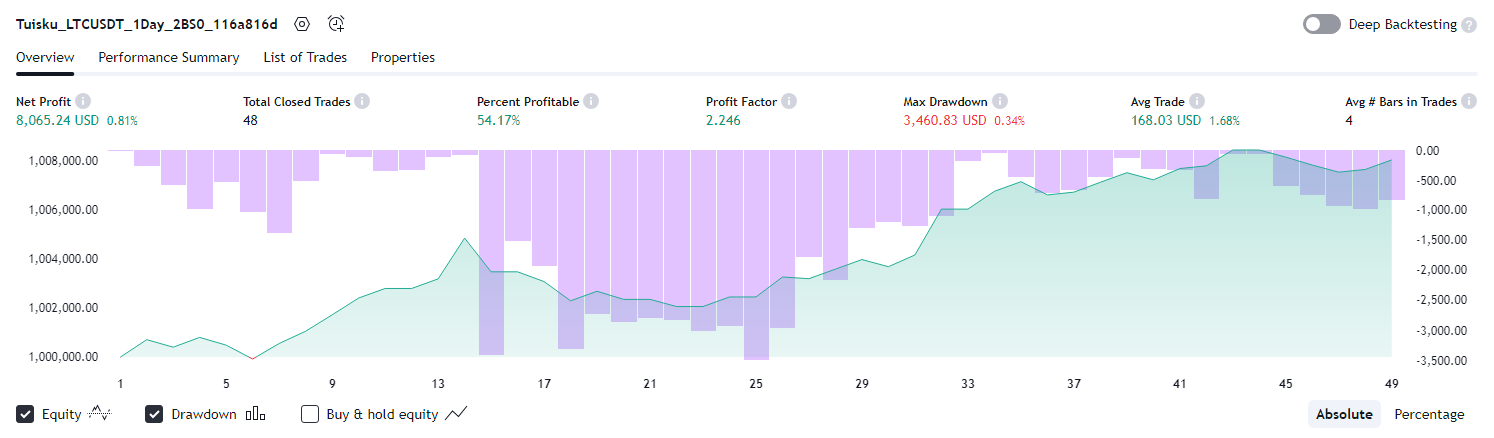 Tuisku_LTCUSDT_1Day_2BS0_116a816d
Deep Backtesting ?
Overview Performance Summary List of Trades Properties
Net Profit i Total Closed Trades i Percent Profitable i Profit Factor i Max Drawdown i Avg Trade i Avg # Bars in Trades i
8,065.24 USD 0.81% 48 54.17% 2.246 3,460.83 USD 0.34% 168.03 USD 1.68% 4
1,008,000.00
1,006,000.00
1,004,000.00
1,002,000.00
1,000,000.00
0.00
-500.00
-1,000.00
-1,500.00
-2,000.00
-2,500.00
-3,000.00
-3,500.00
1 5 9 13 17 21 25 29 33 37 41 45 49
Equity Drawdown Buy & hold equity Absolute Percentage